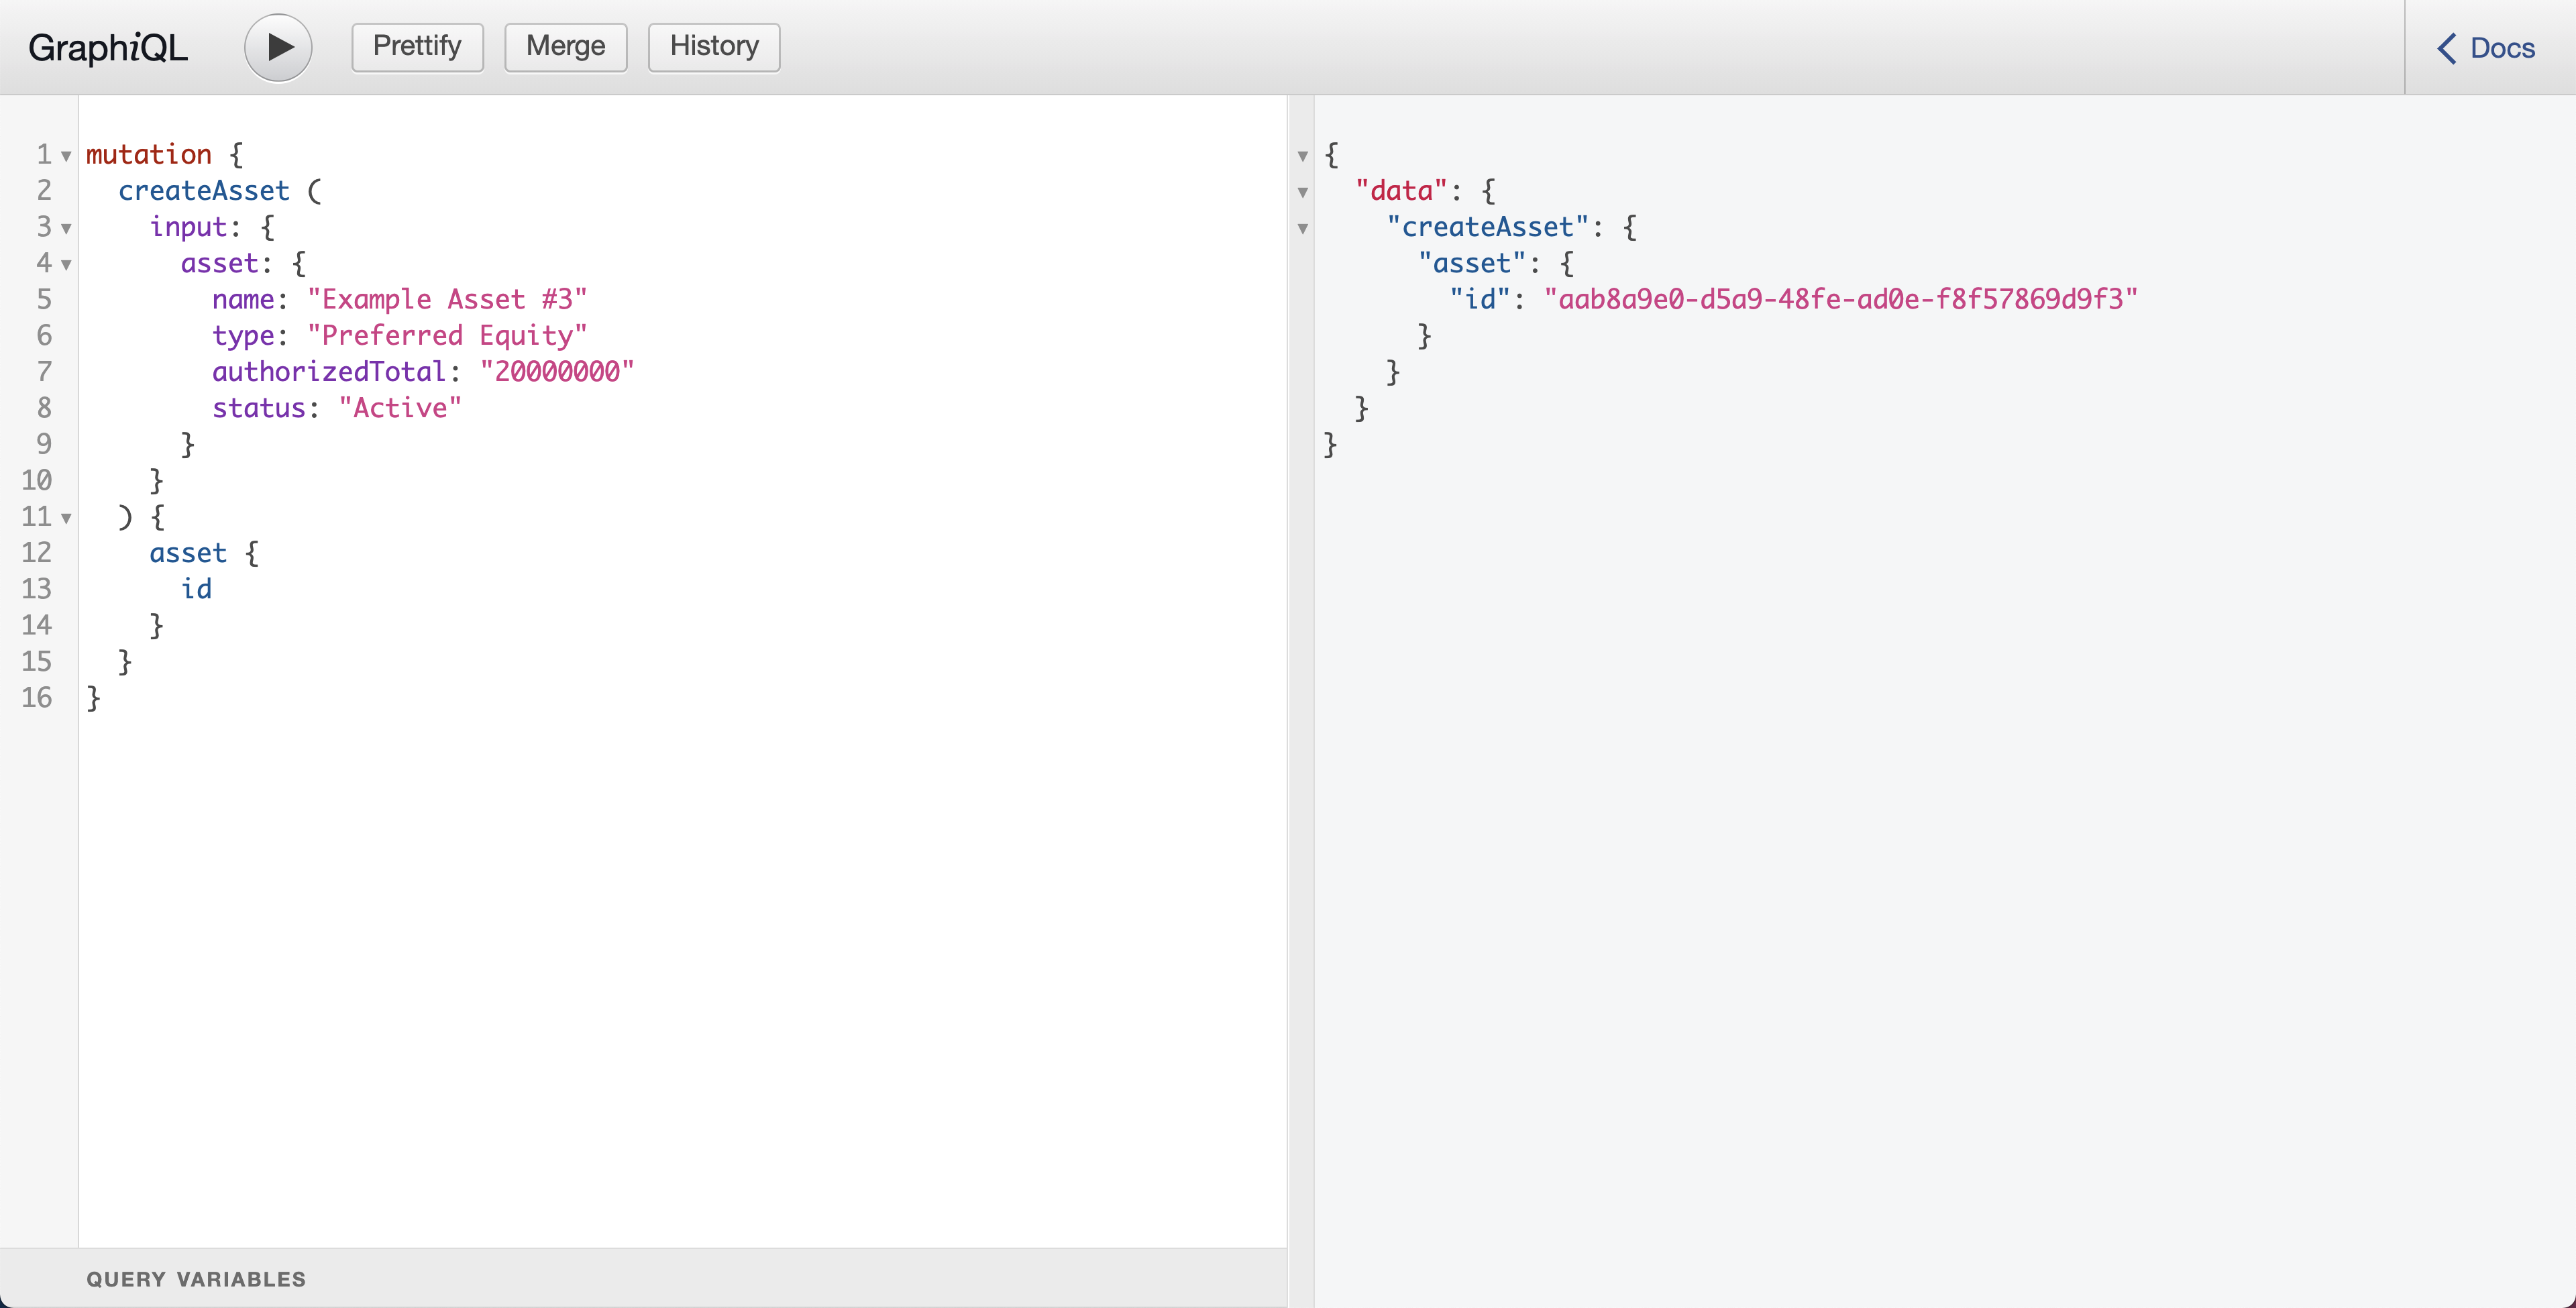 GraphiQL Prettify Merge History Docs
1 mutation {
2   createAsset (
3     input: {
4       asset: {
5         name: "Example Asset #3"
6         type: "Preferred Equity"
7         authorizedTotal: "20000000"
8         status: "Active"
9       }
10     }
11   ) {
12     asset {
13       id
14     }
15   }
16 }
QUERY VARIABLES
{
  "data": {
    "createAsset": {
      "asset": {
        "id": "aab8a9e0-d5a9-48fe-ad0e-f8f57869d9f3"
      }
    }
  }
}